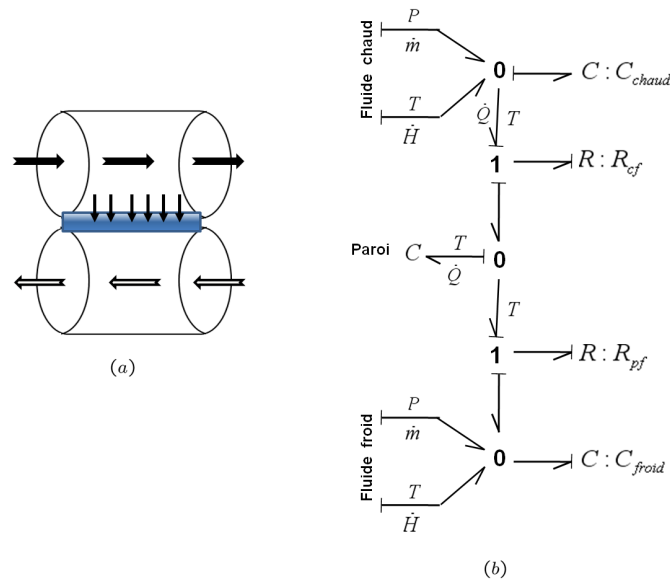 P
ṁ
Fluide chaud
0
C : C_chaud
T
Ḣ
Q̇
T
1
R : R_cf
Paroi
C
T
Q̇
0
T
1
R : R_pf
P
ṁ
Fluide froid
0
C : C_froid
T
Ḣ
(a)
(b)